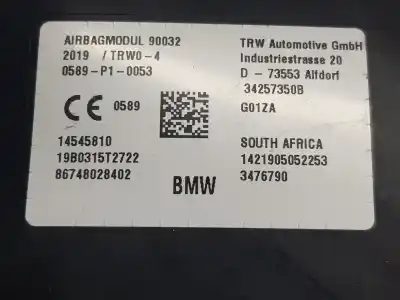 AIRBAGMODUL 90032
2019 / TRW0-4
0589-P1-0053
CE 0589
14545810
19B0315T2722
86748028402
BMW
TRW Automotive GmbH
Industriestrasse 20
D - 73553 Alfdorf
34257350B
G01ZA
SOUTH AFRICA
1421905052253
3476790